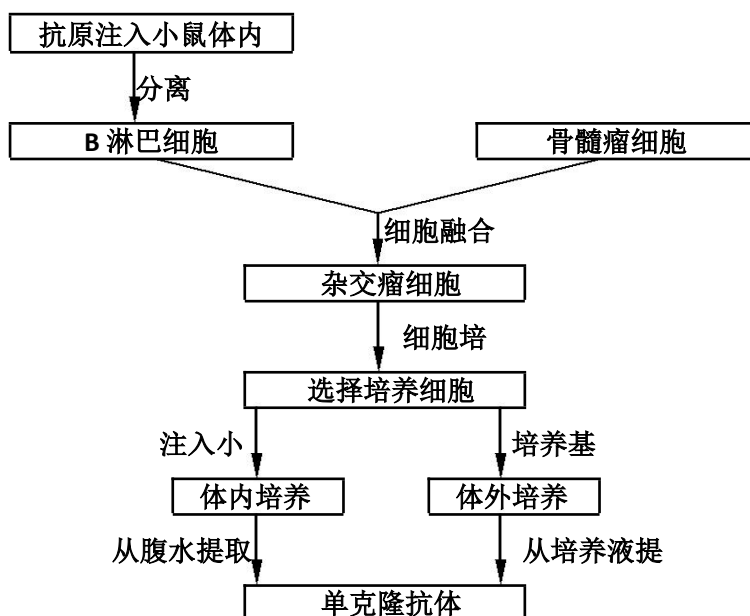 抗原注入小鼠体内
分离
B 淋巴细胞
骨髓瘤细胞
细胞融合
杂交瘤细胞
细胞培
选择培养细胞
注入小
培养基
体内培养
体外培养
从腹水提取
从培养液提
单克隆抗体